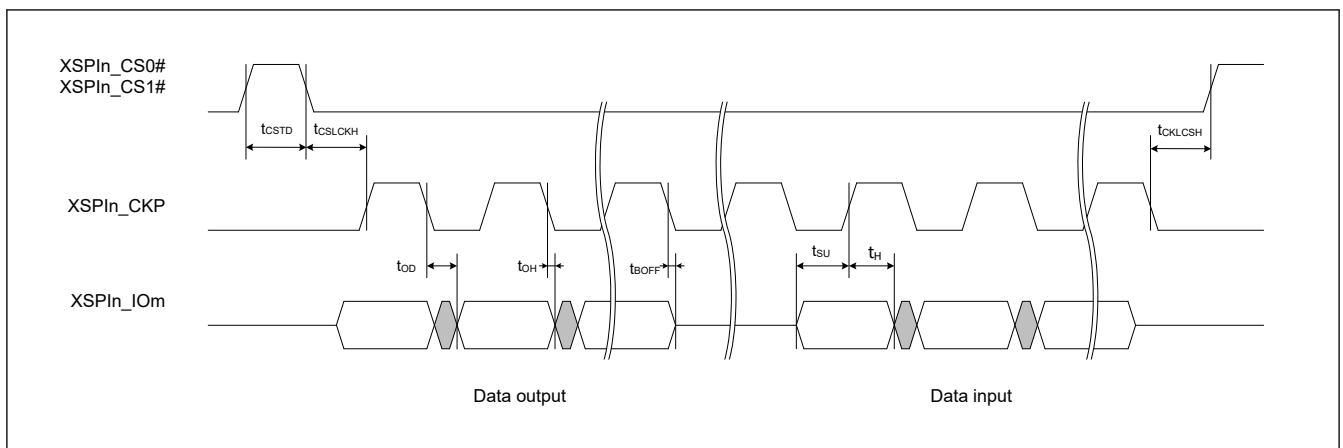 XSPIn_CS0#
XSPIn_CS1#
tCSTD
tCSLCKH
tCKLCSH
XSPIn_CKP
tOD
tOH
tBOFF
tSU
tH
XSPIn_IOm
Data output
Data input